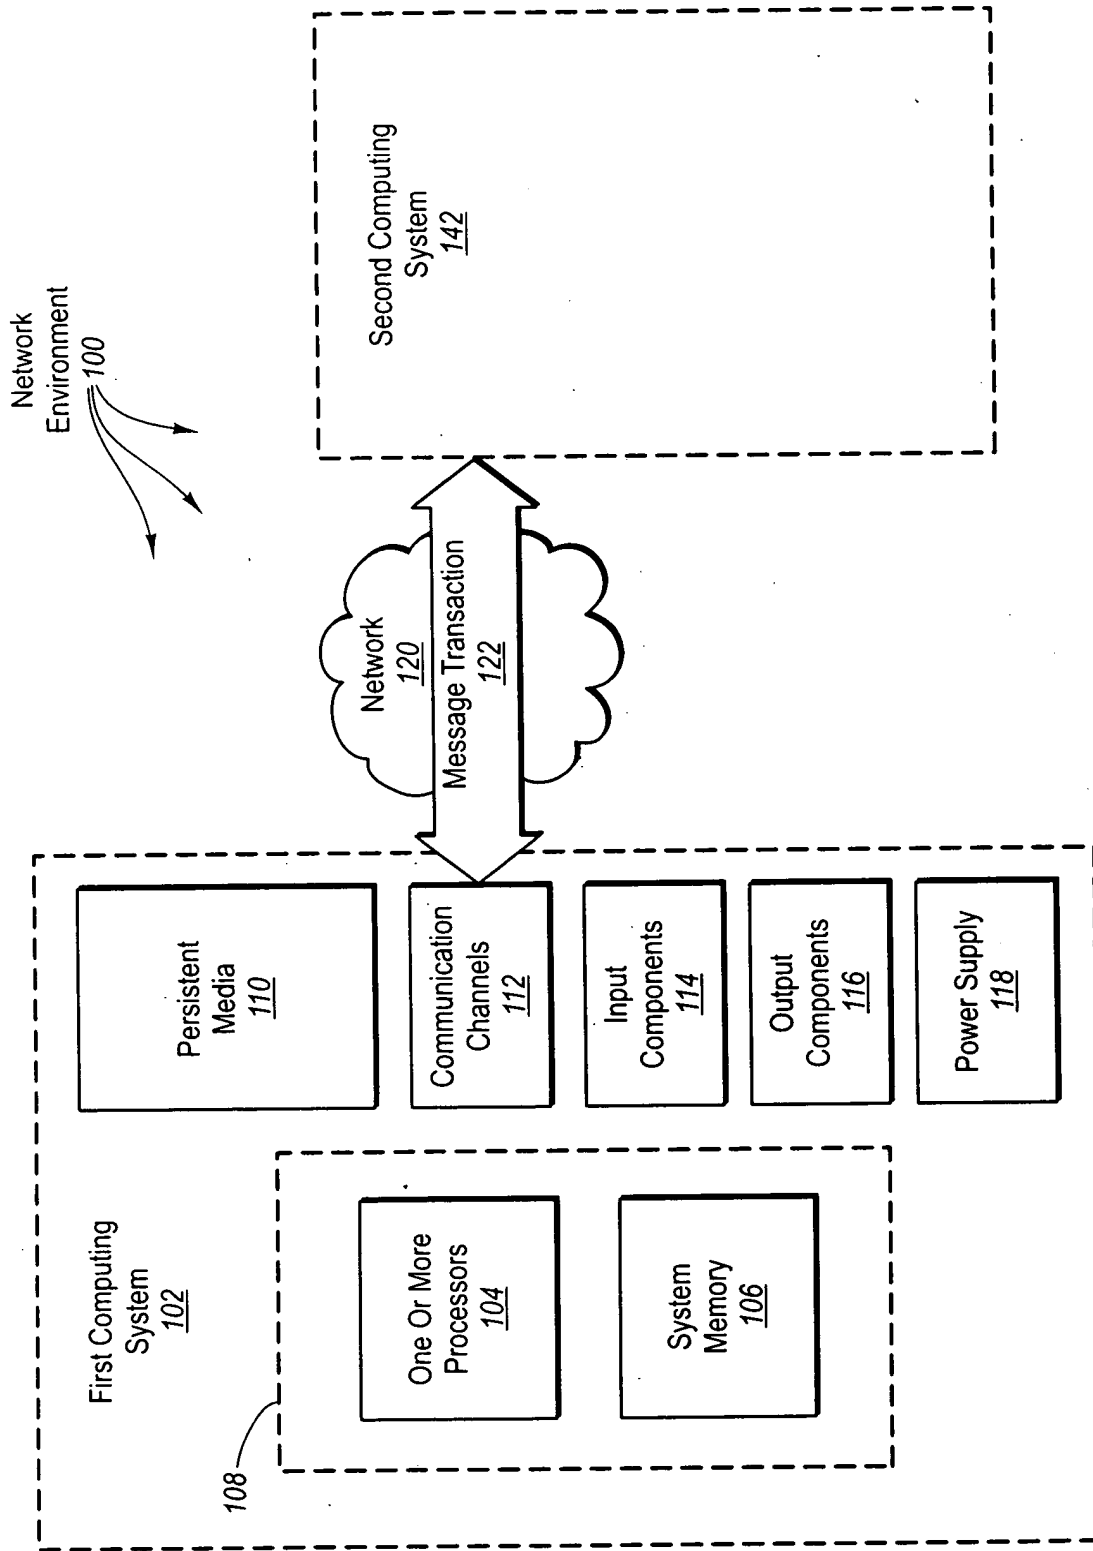 Network
Environment
100
First Computing
System
102
108
One Or More
Processors
104
System
Memory
106
Persistent
Media
110
Communication
Channels
112
Input
Components
114
Output
Components
116
Power Supply
118
Network
120
Message Transaction
122
Second Computing
System
142